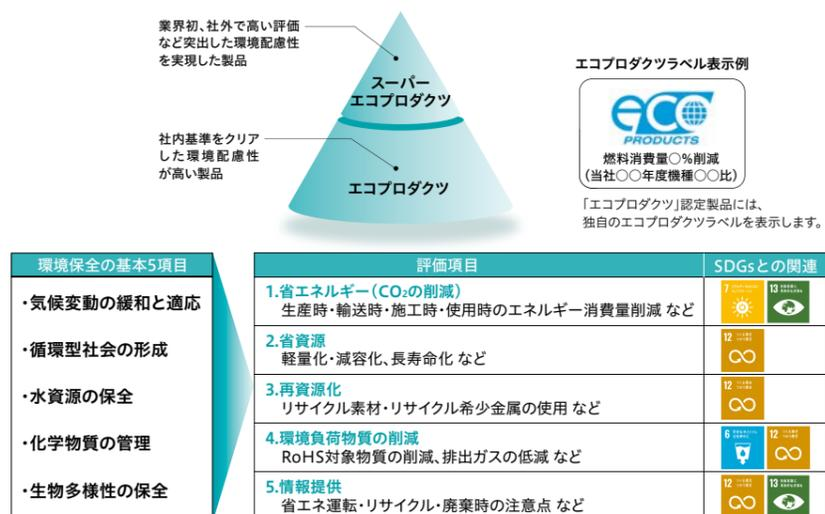 業界初、社外で高い評価
など突出した環境配慮性
を実現した製品
スーパー
エコプロダクツ
社内基準をクリア
した環境配慮性
が高い製品
エコプロダクツ
エコプロダクツラベル表示例
eco
PRODUCTS
燃料消費量○%削減
(当社○○年度機種○○比)
「エコプロダクツ」認定製品には、
独自のエコプロダクツラベルを表示します。
環境保全の基本5項目
・気候変動の緩和と適応
・循環型社会の形成
・水資源の保全
・化学物質の管理
・生物多様性の保全
評価項目
SDGsとの関連
1.省エネルギー(CO₂の削減)
生産時・輸送時・施工時・使用時のエネルギー消費量削減 など
7
13
2.省資源
軽量化・減容化、長寿命化 など
12
3.再資源化
リサイクル素材・リサイクル希少金属の使用 など
12
4.環境負荷物質の削減
RoHS対象物質の削減、排出ガスの低減 など
6
12
5.情報提供
省エネ運転・リサイクル・廃棄時の注意点 など
12
13